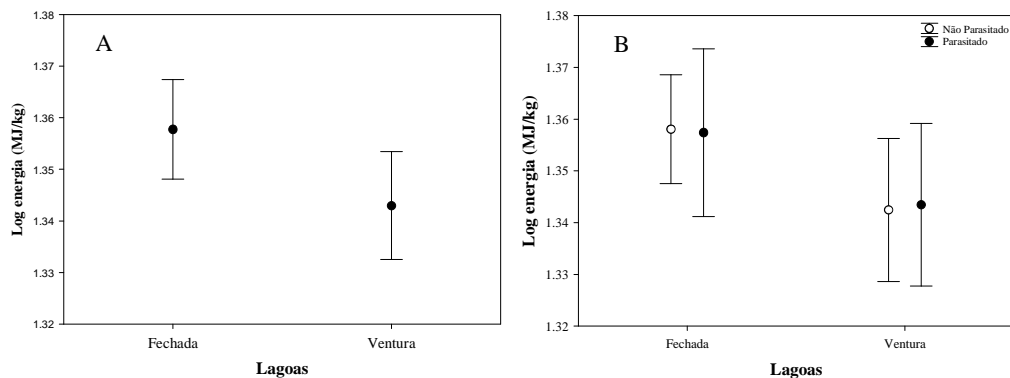 A
Log energia (MJ/kg)
1.38
1.37
1.36
1.35
1.34
1.33
1.32
Fechada
Ventura
Lagoas
B
Não Parasitado
Parasitado
Log energia (MJ/kg)
1.38
1.37
1.36
1.35
1.34
1.33
1.32
Fechada
Ventura
Lagoas